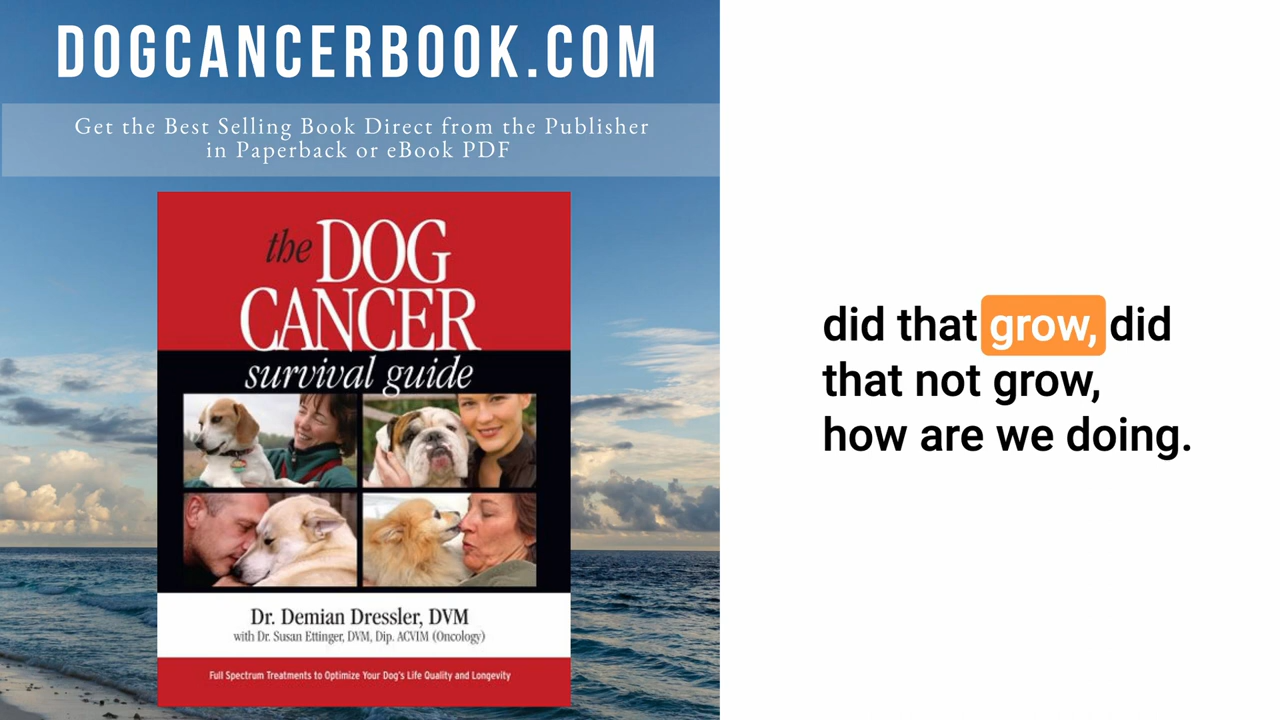 DOGCANCERBOOK.COM
Get the Best Selling Book Direct from the Publisher
in Paperback or eBook PDF
the DOG
CANCER
survival guide
Dr. Demian Dressler, DVM
with Dr. Susan Ettinger, DVM, Dip. ACVIM (Oncology)
Full Spectrum Treatments to Optimize Your Dog's Life Quality and Longevity
did that grow, did
that not grow,
how are we doing.